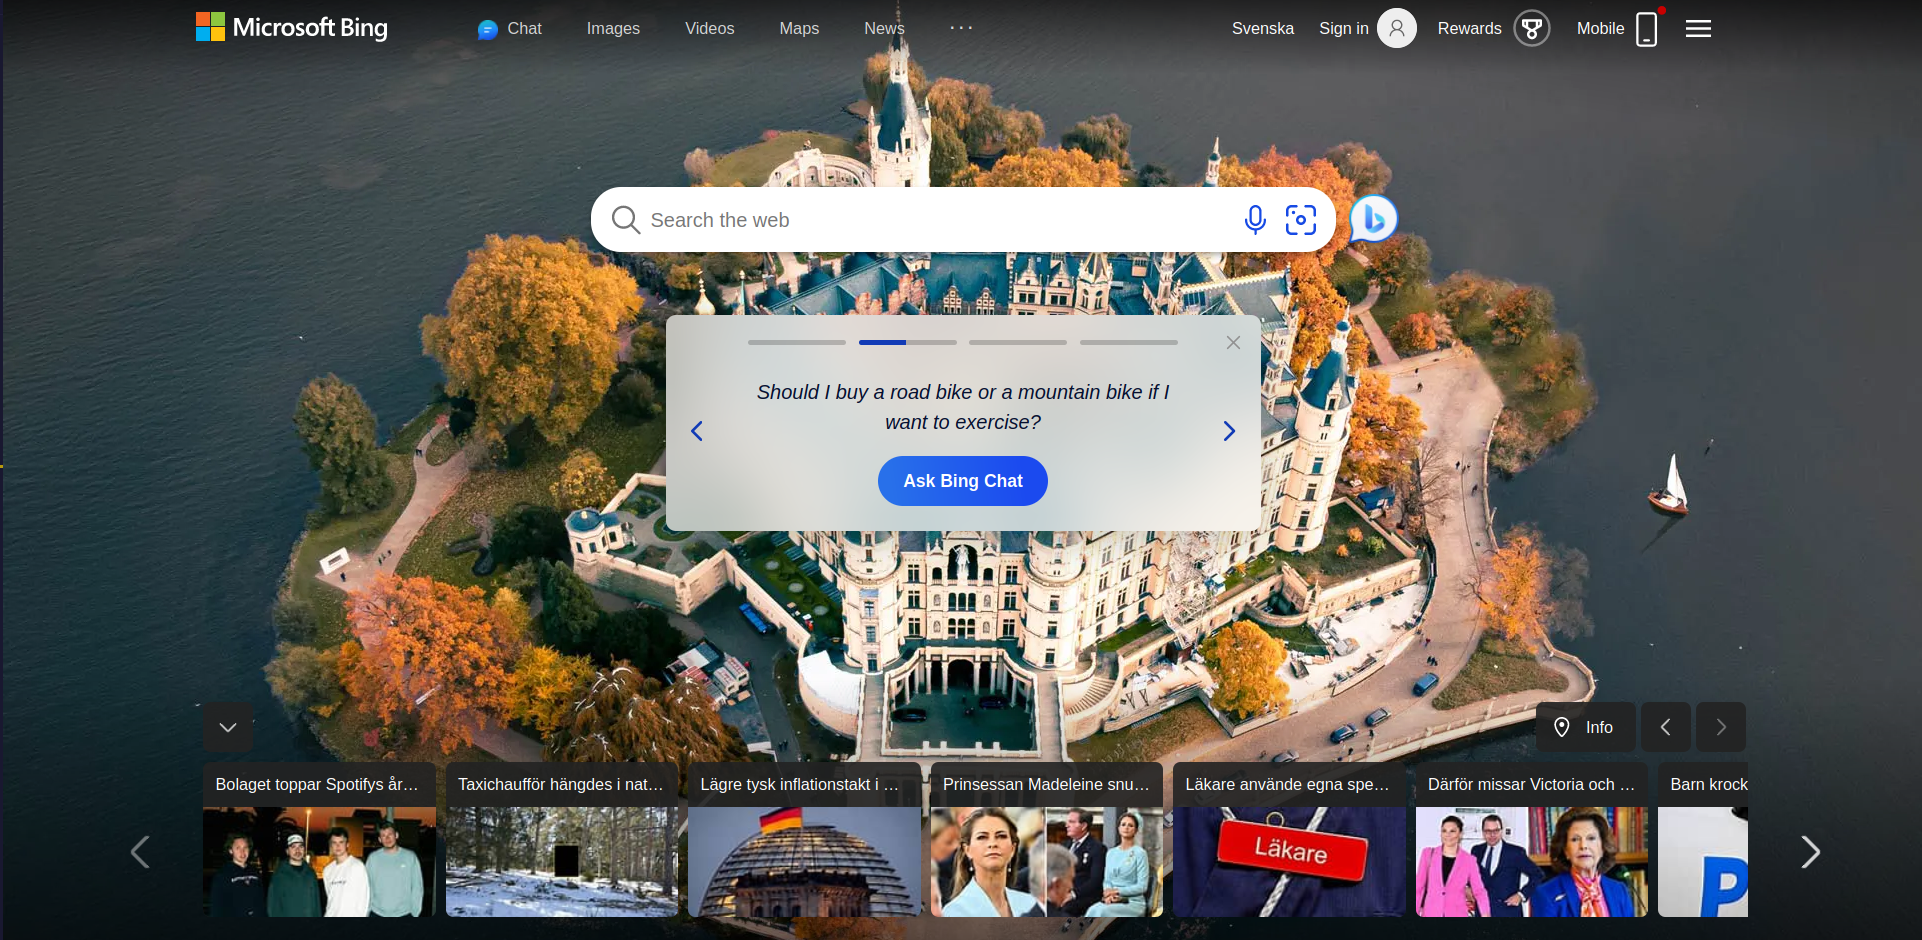 Microsoft Bing
Chat
Images
Videos
Maps
News
...
Svenska
Sign in
Rewards
Mobile
Search the web
Should I buy a road bike or a mountain bike if I
want to exercise?
Ask Bing Chat
Info
Bolaget toppar Spotifys år...
Taxichaufför hängdes i nat...
Lägre tysk inflationstakt i ...
Prinsessan Madeleine snu...
Läkare använde egna spe...
Därför missar Victoria och ...
Barn krock
Läkare
P